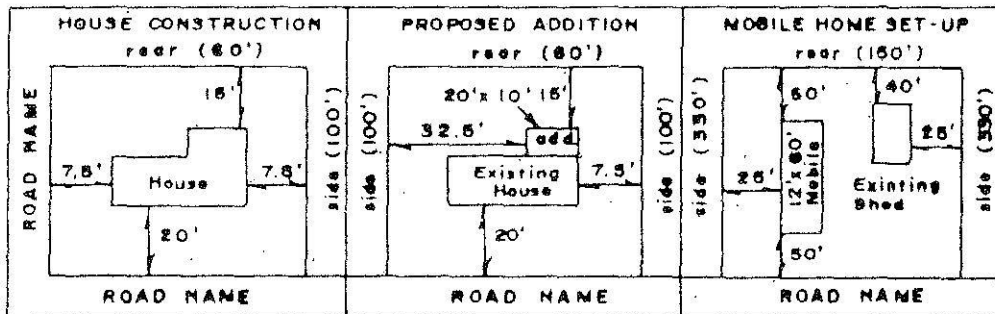 HOUSE CONSTRUCTION
rear (60')
15'
ROAD NAME
7.5'
House
7.5'
side (100')
20'
ROAD NAME
PROPOSED ADDITION
rear (60')
20'x10' 15'
32.5'
add
side (100')
Existing
House
7.5'
side (100')
20'
ROAD NAME
MOBILE HOME SET-UP
rear (150')
50'
40'
side (330')
25'
12'x60'
Mobile
25'
Existing
Shed
side (330')
50'
ROAD NAME